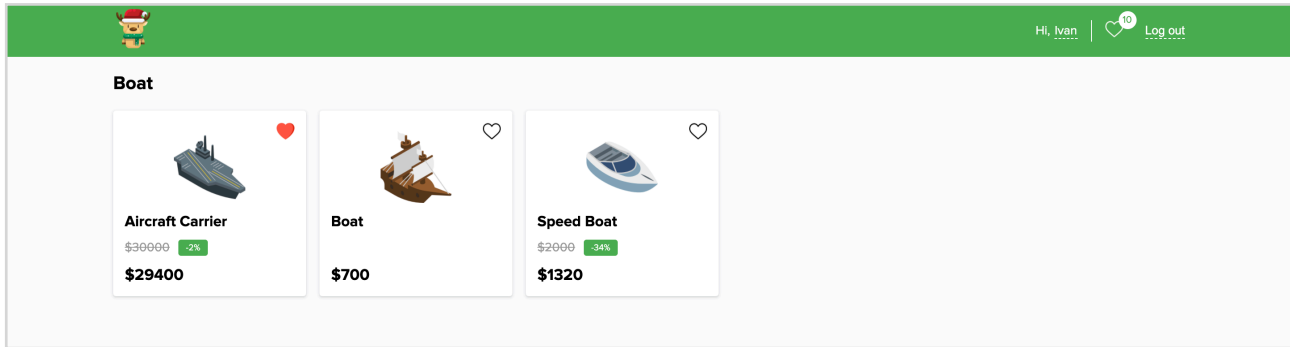 Hi, Ivan 10 Log out
Boat
Aircraft Carrier
$30000 -2%
$29400
Boat
$700
Speed Boat
$2000 -34%
$1320